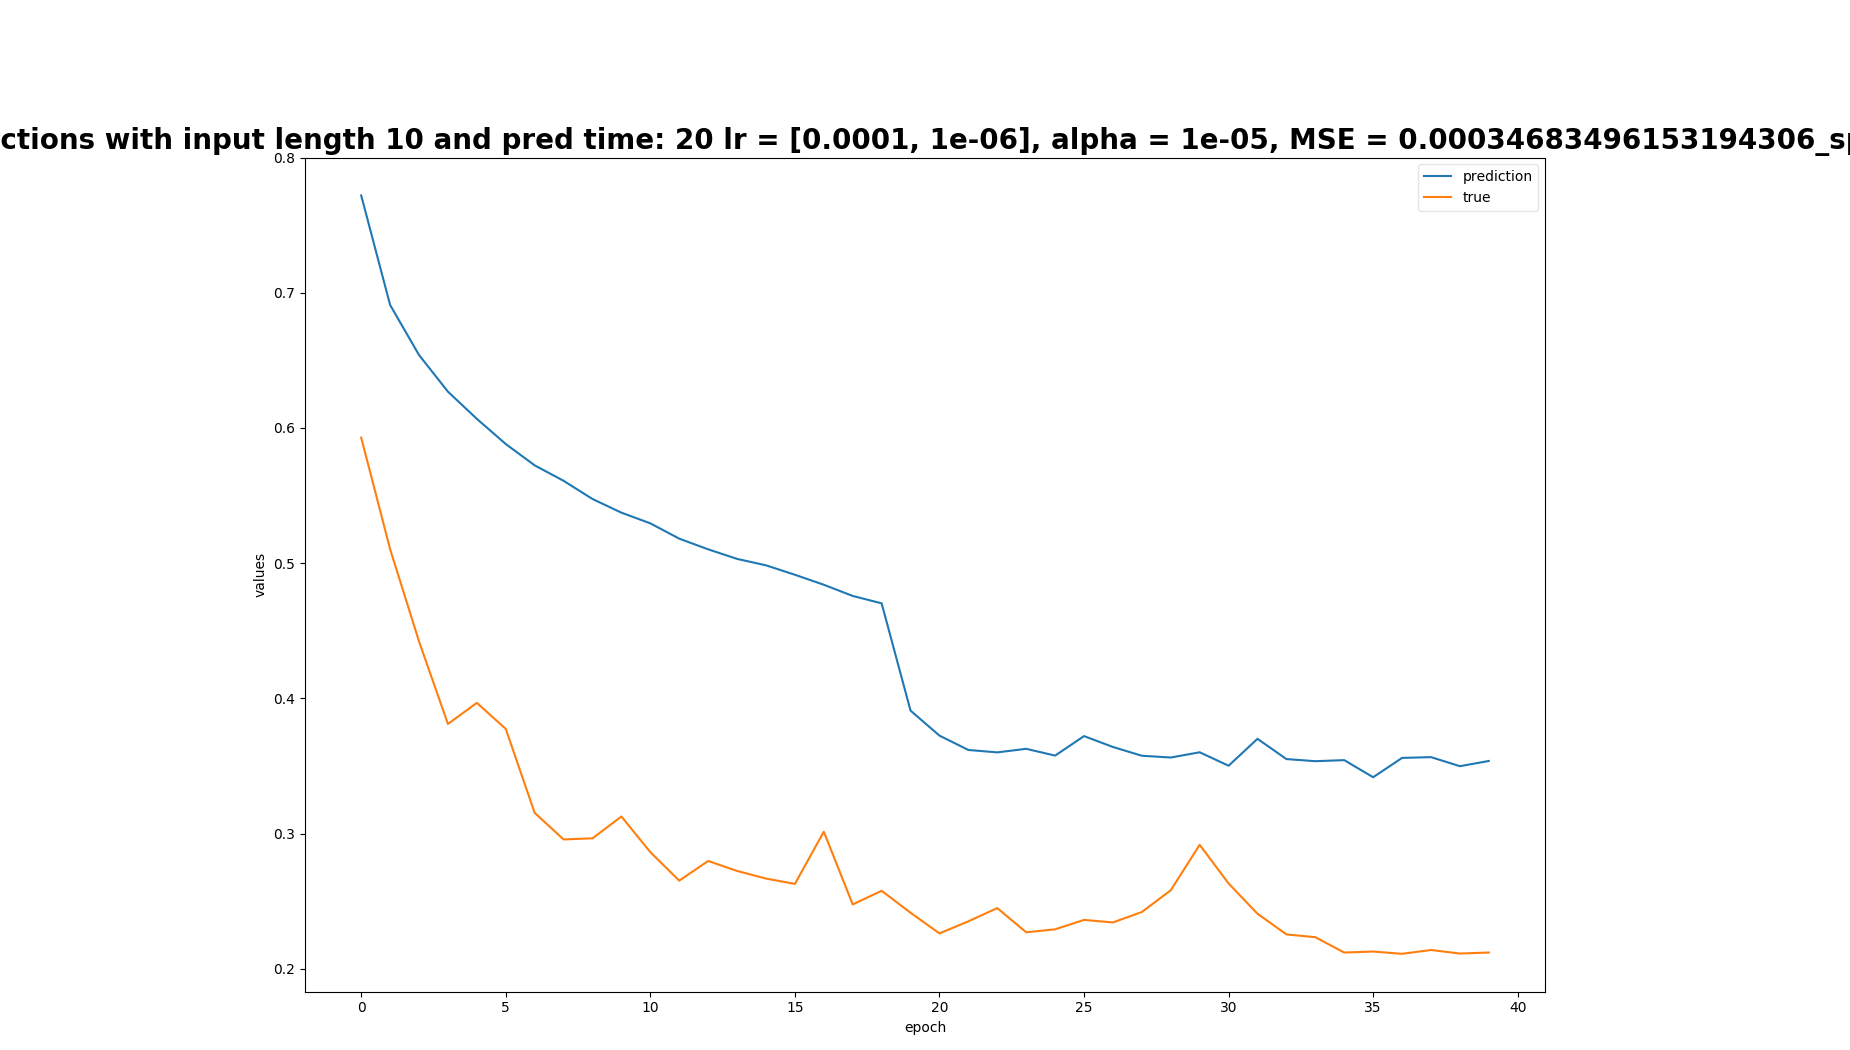 ctions with input length 10 and pred time: 20 lr = [0.0001, 1e-06], alpha = 1e-05, MSE = 0.00034683496153194306_sp
prediction
true
0.8
0.7
0.6
0.5
0.4
0.3
0.2
values
0 5 10 15 20 25 30 35 40
epoch